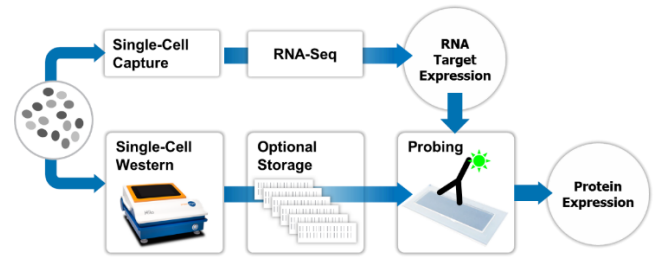 Single-Cell
Capture
RNA-Seq
RNA
Target
Expression
Single-Cell
Western
Optional
Storage
Probing
Protein
Expression